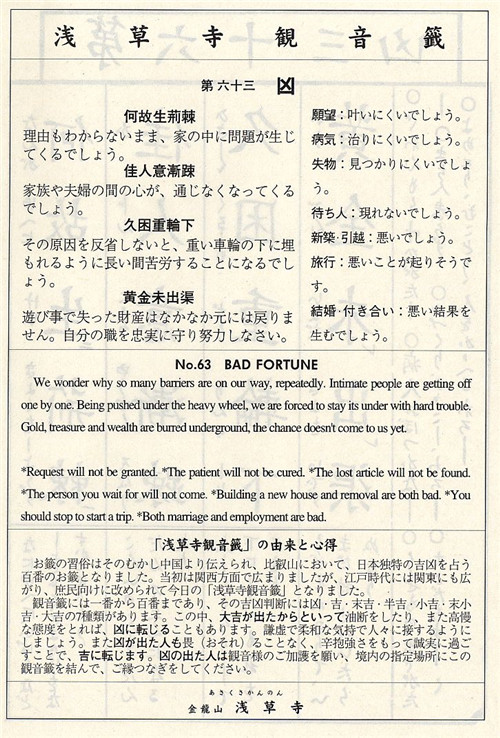 浅草寺観音籤
第六十三 凶
何故生荊棘
理由もわからないまま、家の中に問題が生じ
てくるでしょう。
佳人意漸踈
家族や夫婦の間の心が、通じなくなってくる
でしょう。
久困重輪下
その原因を反省しないと、重い車輪の下に埋
もれるように長い間苦労することになるでし
ょう。
黄金未出渠
遊び事で失った財産はなかなか元には戻りま
せん。自分の職を忠実に守り努力しなさい。
願望：叶いにくいでしょう。
病気：治りにくいでしょう。
失物：見つかりにくいでしょ
う。
待ち人：現れないでしょう。
新築・引越：悪いでしょう。
旅行：悪いことが起りそうで
す。
結婚・付き合い：悪い結果を
生むでしょう。
No.63 BAD FORTUNE
We wonder why so many barriers are on our way, repeatedly. Intimate people are getting off
one by one. Being pushed under the heavy wheel, we are forced to stay its under with hard trouble.
Gold, treasure and wealth are burred underground, the chance doesn't come to us yet.
*Request will not be granted. *The patient will not be cured. *The lost article will not be found.
*The person you wait for will not come. *Building a new house and removal are both bad. *You
should stop to start a trip. *Both marriage and employment are bad.
「浅草寺観音籤」の由来と心得
お籤の習俗はそのむかし中国より伝えられ、比叡山において、日本独特の吉凶を占う
百番のお籤となりました。当初は関西方面で広まりましたが、江戸時代には関東にも広
がり、庶民向けに改められて今日の「浅草寺観音籤」となりました。
観音籤には一番から百番まであり、その吉凶判断には凶・吉・末吉・半吉・小吉・末小
吉・大吉の7種類があります。この中、大吉が出たからといって油断をしたり、また高慢
な態度をとれば、凶に転じることもあります。謙虚で柔和な気持で人々に接するように
しましょう。また凶が出た人も畏（おそれ）ることなく、辛抱強さをもって誠実に過ご
すことで、吉に転じます。凶の出た人は観音様のご加護を願い、境内の指定場所にこの
観音籤を結んで、ご縁つなぎをしてください。
あさくさかんのん
金龍山 浅草寺